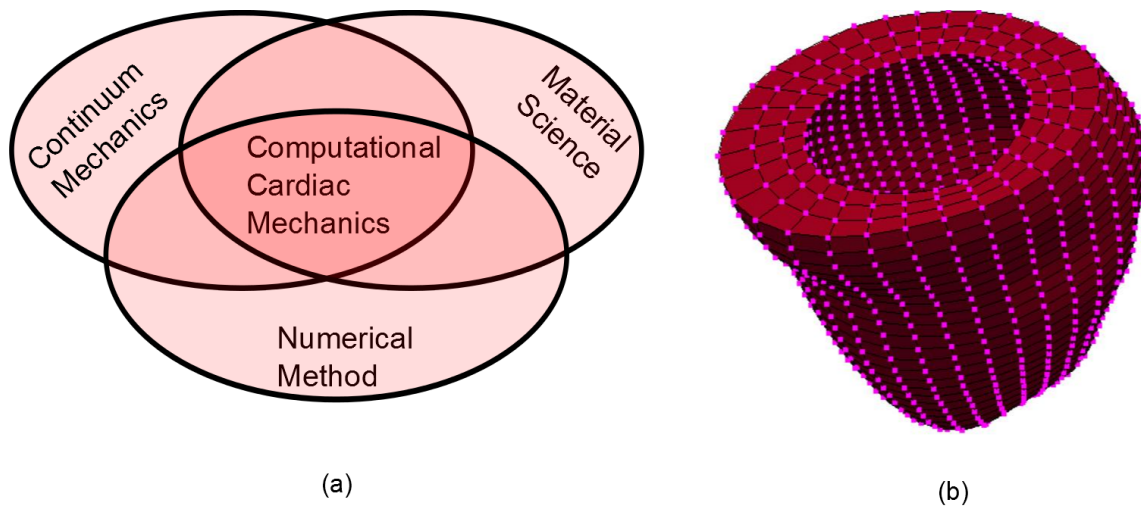 Continuum
Mechanics
Material
Science
Computational
Cardiac
Mechanics
Numerical
Method
(a)
(b)